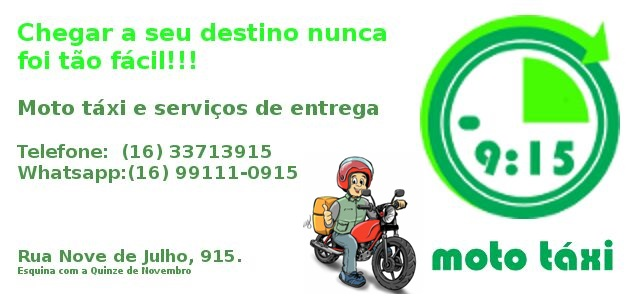 Chegar a seu destino nunca
foi tão fácil!!!
Moto táxi e serviços de entrega
Telefone:  (16) 33713915
Whatsapp:(16) 99111-0915
Rua Nove de Julho, 915.
Esquina com a Quinze de Novembro
9:15
moto táxi